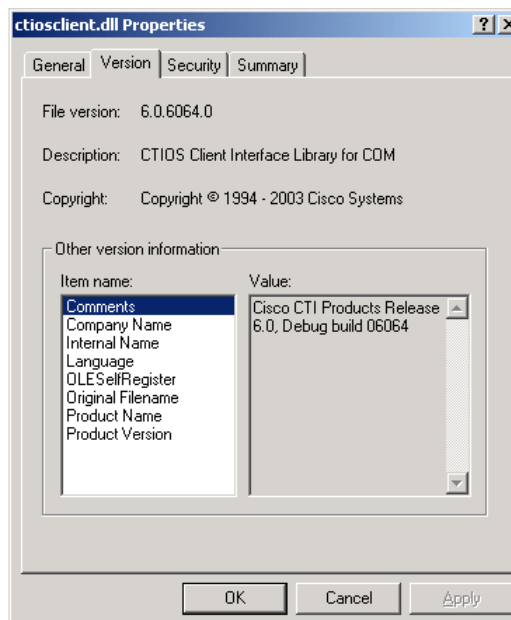 ctiosclient.dll Properties
General Version Security Summary
File version: 6.0.6064.0
Description: CTIOS Client Interface Library for COM
Copyright: Copyright © 1994 - 2003 Cisco Systems
Other version information
Item name: Value:
Comments
Company Name
Internal Name
Language
OLESelfRegister
Original Filename
Product Name
Product Version
Cisco CTI Products Release
6.0, Debug build 06064
OK Cancel Apply